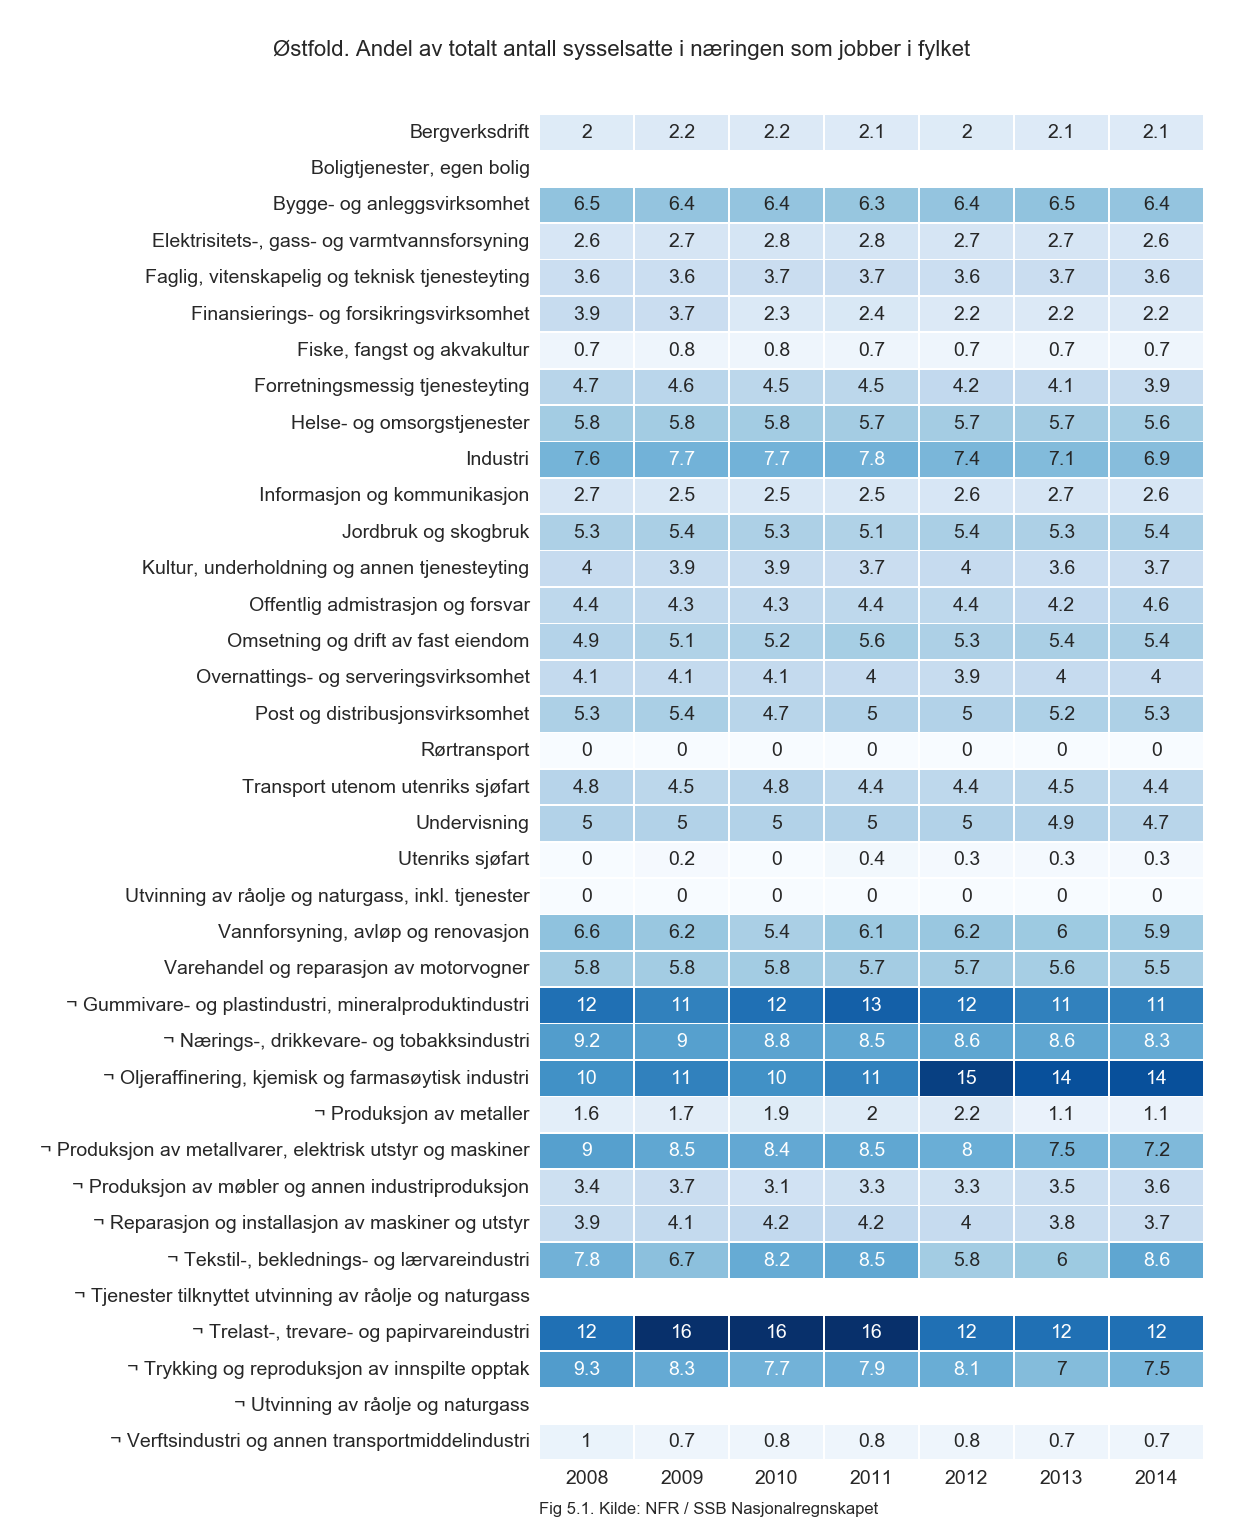 Østfold. Andel av totalt antall sysselsatte i næringen som jobber i fylket
Bergverksdrift 2 2.2 2.2 2.1 2 2.1 2.1
Boligtjenester, egen bolig
Bygge- og anleggsvirksomhet 6.5 6.4 6.4 6.3 6.4 6.5 6.4
Elektrisitets-, gass- og varmtvannsforsyning 2.6 2.7 2.8 2.8 2.7 2.7 2.6
Faglig, vitenskapelig og teknisk tjenesteyting 3.6 3.6 3.7 3.7 3.6 3.7 3.6
Finansierings- og forsikringsvirksomhet 3.9 3.7 2.3 2.4 2.2 2.2 2.2
Fiske, fangst og akvakultur 0.7 0.8 0.8 0.7 0.7 0.7 0.7
Forretningsmessig tjenesteyting 4.7 4.6 4.5 4.5 4.2 4.1 3.9
Helse- og omsorgstjenester 5.8 5.8 5.8 5.7 5.7 5.7 5.6
Industri 7.6 7.7 7.7 7.8 7.4 7.1 6.9
Informasjon og kommunikasjon 2.7 2.5 2.5 2.5 2.6 2.7 2.6
Jordbruk og skogbruk 5.3 5.4 5.3 5.1 5.4 5.3 5.4
Kultur, underholdning og annen tjenesteyting 4 3.9 3.9 3.7 4 3.6 3.7
Offentlig admistrasjon og forsvar 4.4 4.3 4.3 4.4 4.4 4.2 4.6
Omsetning og drift av fast eiendom 4.9 5.1 5.2 5.6 5.3 5.4 5.4
Overnattings- og serveringsvirksomhet 4.1 4.1 4.1 4 3.9 4 4
Post og distribusjonsvirksomhet 5.3 5.4 4.7 5 5 5.2 5.3
Rørtransport 0 0 0 0 0 0 0
Transport utenom utenriks sjøfart 4.8 4.5 4.8 4.4 4.4 4.5 4.4
Undervisning 5 5 5 5 5 4.9 4.7
Utenriks sjøfart 0 0.2 0 0.4 0.3 0.3 0.3
Utvinning av råolje og naturgass, inkl. tjenester 0 0 0 0 0 0 0
Vannforsyning, avløp og renovasjon 6.6 6.2 5.4 6.1 6.2 6 5.9
Varehandel og reparasjon av motorvogner 5.8 5.8 5.8 5.7 5.7 5.6 5.5
¬ Gummivare- og plastindustri, mineralproduktindustri 12 11 12 13 12 11 11
¬ Nærings-, drikkevare- og tobakksindustri 9.2 9 8.8 8.5 8.6 8.6 8.3
¬ Oljeraffinering, kjemisk og farmasøytisk industri 10 11 10 11 15 14 14
¬ Produksjon av metaller 1.6 1.7 1.9 2 2.2 1.1 1.1
¬ Produksjon av metallvarer, elektrisk utstyr og maskiner 9 8.5 8.4 8.5 8 7.5 7.2
¬ Produksjon av møbler og annen industriproduksjon 3.4 3.7 3.1 3.3 3.3 3.5 3.6
¬ Reparasjon og installasjon av maskiner og utstyr 3.9 4.1 4.2 4.2 4 3.8 3.7
¬ Tekstil-, beklednings- og lærvareindustri 7.8 6.7 8.2 8.5 5.8 6 8.6
¬ Tjenester tilknyttet utvinning av råolje og naturgass
¬ Trelast-, trevare- og papirvareindustri 12 16 16 16 12 12 12
¬ Trykking og reproduksjon av innspilte opptak 9.3 8.3 7.7 7.9 8.1 7 7.5
¬ Utvinning av råolje og naturgass
¬ Verftsindustri og annen transportmiddelindustri 1 0.7 0.8 0.8 0.8 0.7 0.7
2008 2009 2010 2011 2012 2013 2014
Fig 5.1. Kilde: NFR / SSB Nasjonalregnskapet